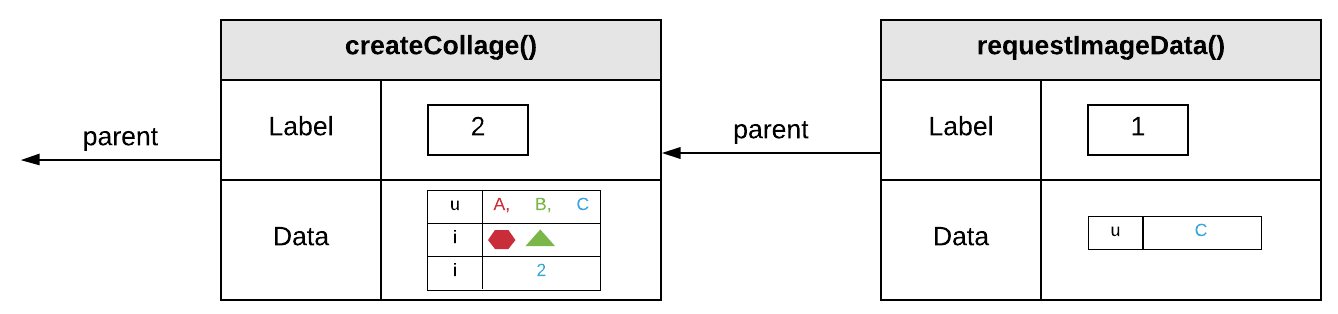 createCollage()
requestImageData()
parent
Label
2
parent
Label
1
Data
u
A, B, C
i
i
2
Data
u
C